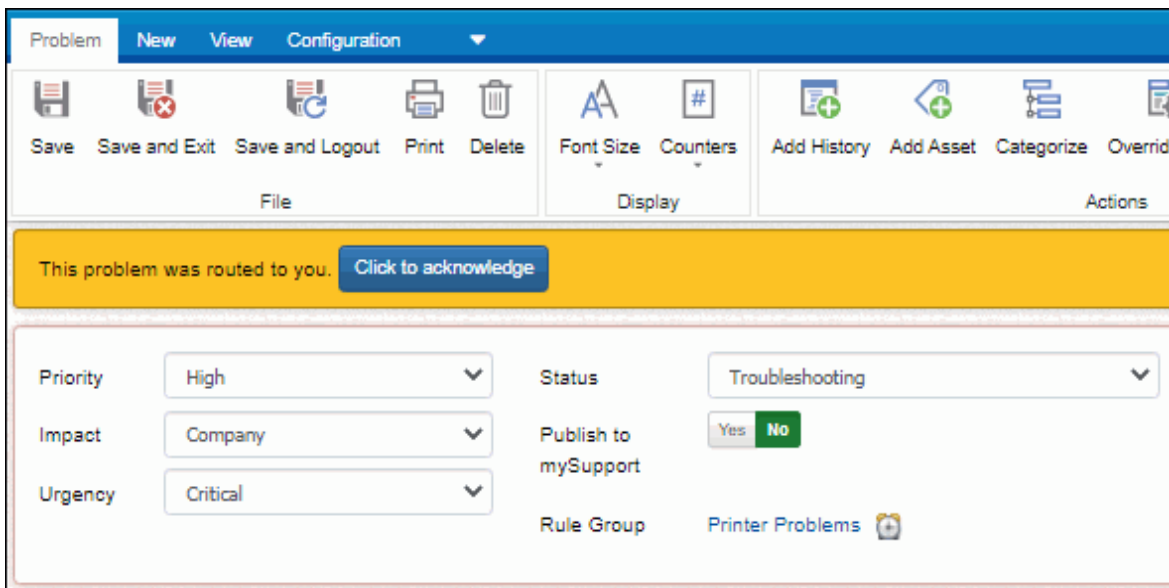 Problem New View Configuration
Save Save and Exit Save and Logout Print Delete Font Size # Counters Add History Add Asset Categorize Overrid
File Display Actions
This problem was routed to you. Click to acknowledge
Priority High Status Troubleshooting
Impact Company Publish to mySupport Yes No
Urgency Critical
Rule Group Printer Problems